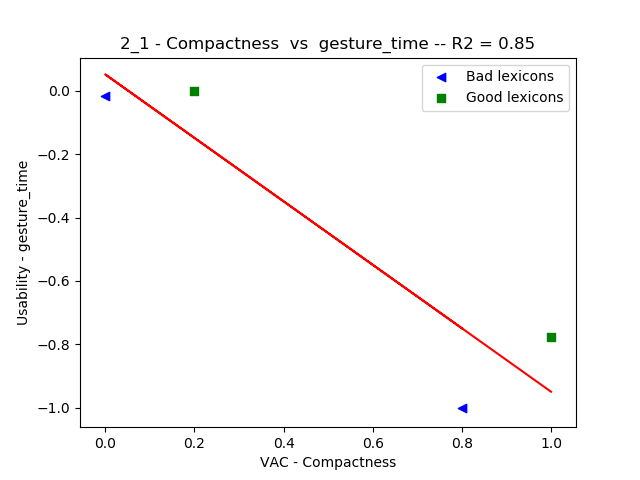 2_1 - Compactness  vs  gesture_time -- R2 = 0.85
Bad lexicons
Good lexicons
Usability - gesture_time
0.0
−0.2
−0.4
−0.6
−0.8
−1.0
0.0 0.2 0.4 0.6 0.8 1.0
VAC - Compactness